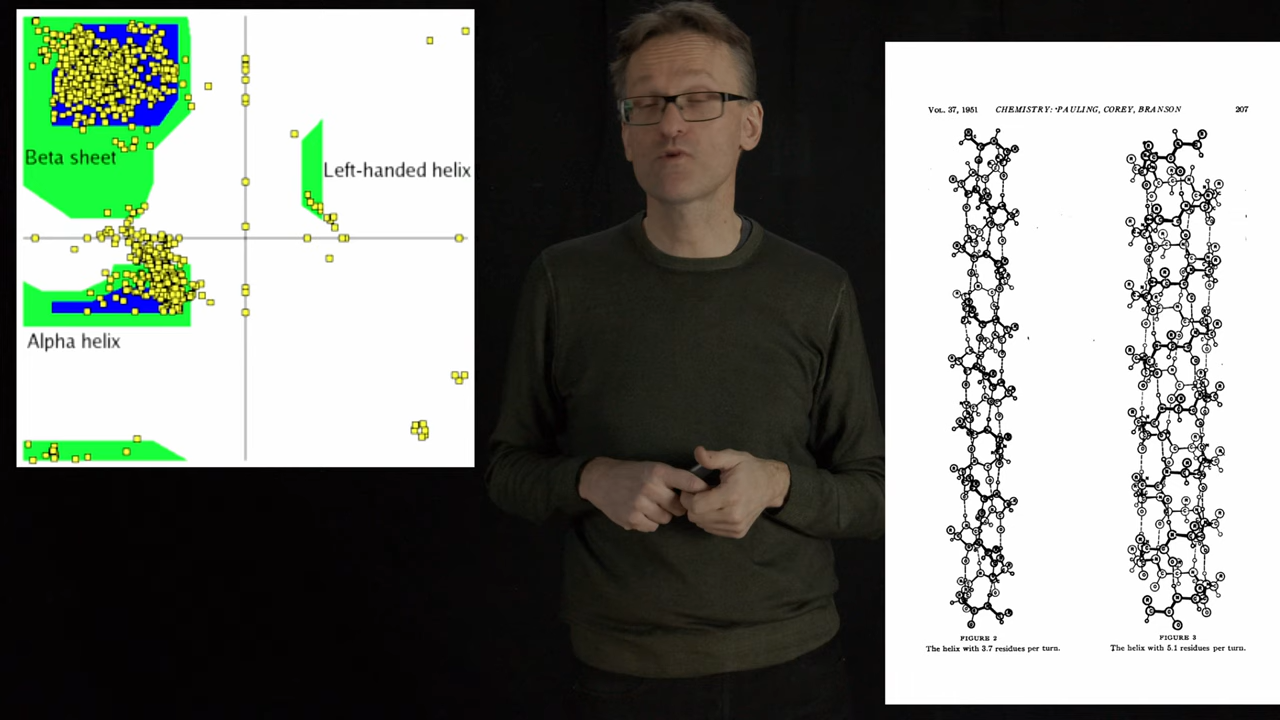 Beta sheet
Left-handed helix
Alpha helix
VOL. 37, 1951 CHEMISTRY: PAULING, COREY, BRANSON 207
FIGURE 2
The helix with 3.7 residues per turn.
FIGURE 3
The helix with 5.1 residues per turn.